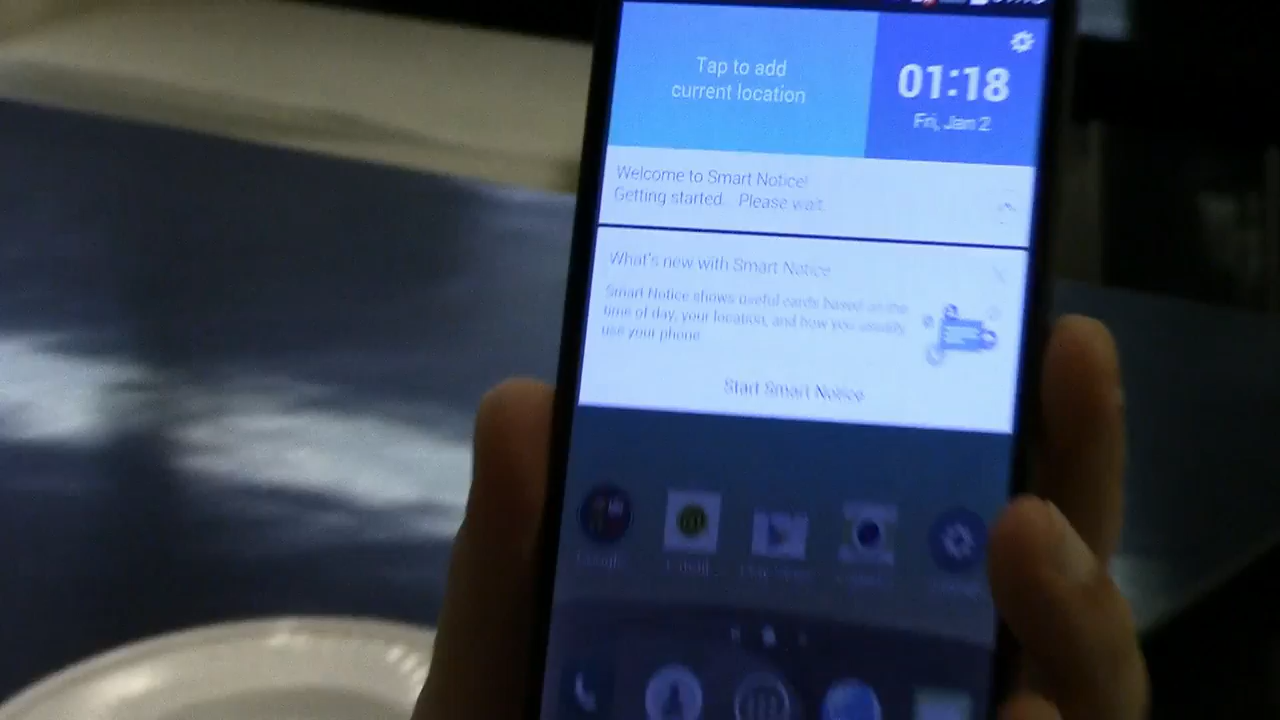 Tap to add
current location
01:18
Fri, Jan 2
Welcome to Smart Notice!
Getting started... Please wait.
What's new with Smart Notice
Smart Notice shows useful cards based on the
time of day, your location, and how you usually
use your phone
Start Smart Notice